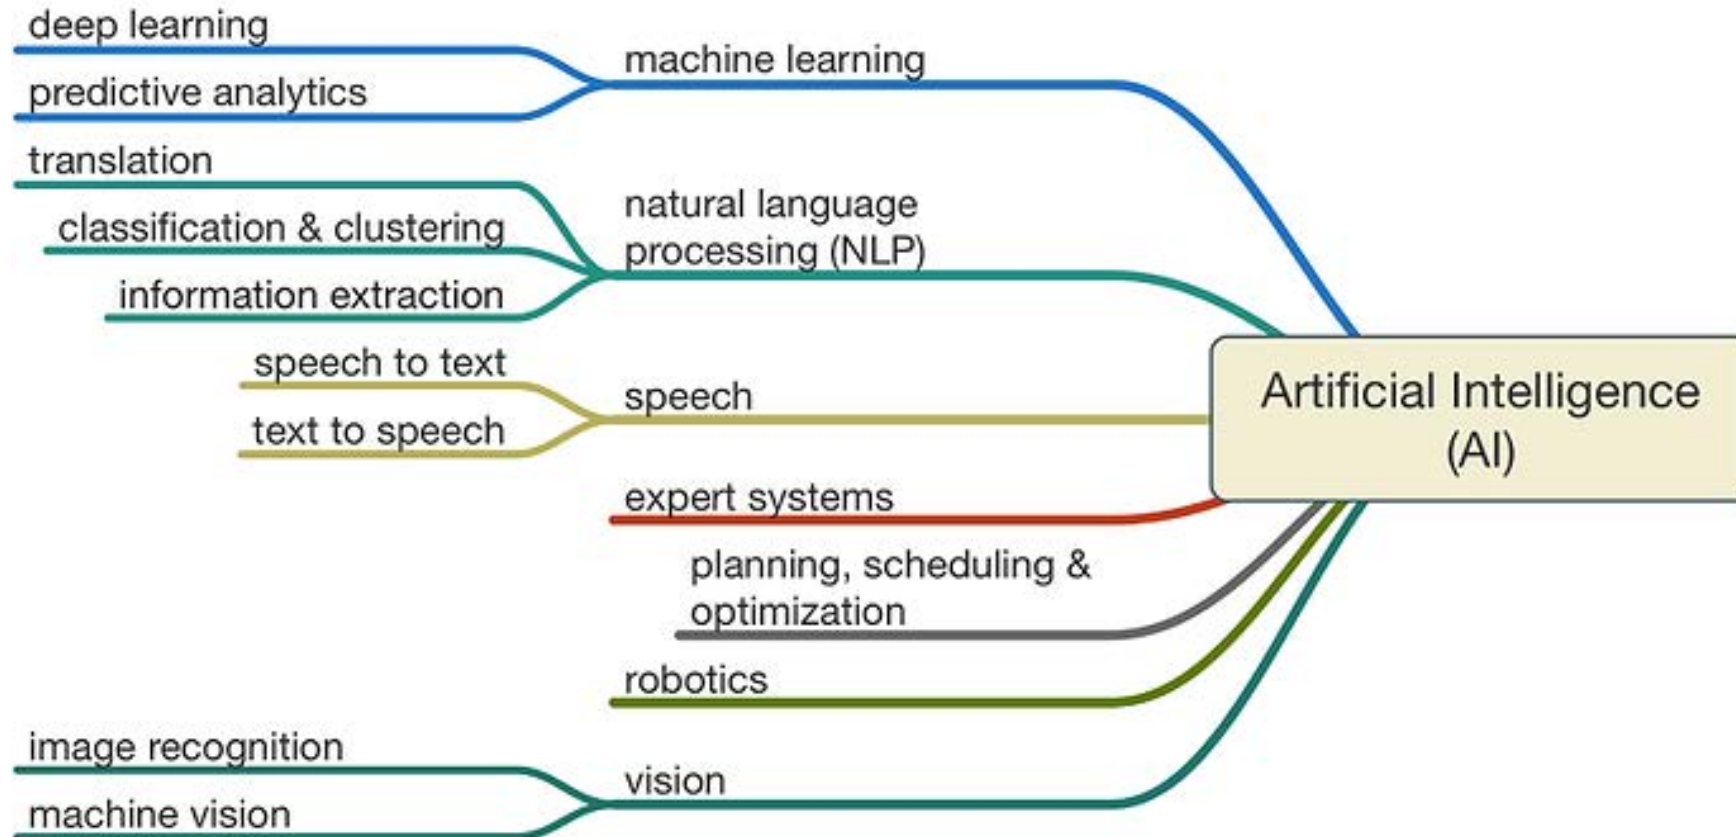 deep learning
machine learning
predictive analytics
translation
natural language
processing (NLP)
classification & clustering
information extraction
speech to text
speech
text to speech
Artificial Intelligence
(AI)
expert systems
planning, scheduling &
optimization
robotics
image recognition
vision
machine vision